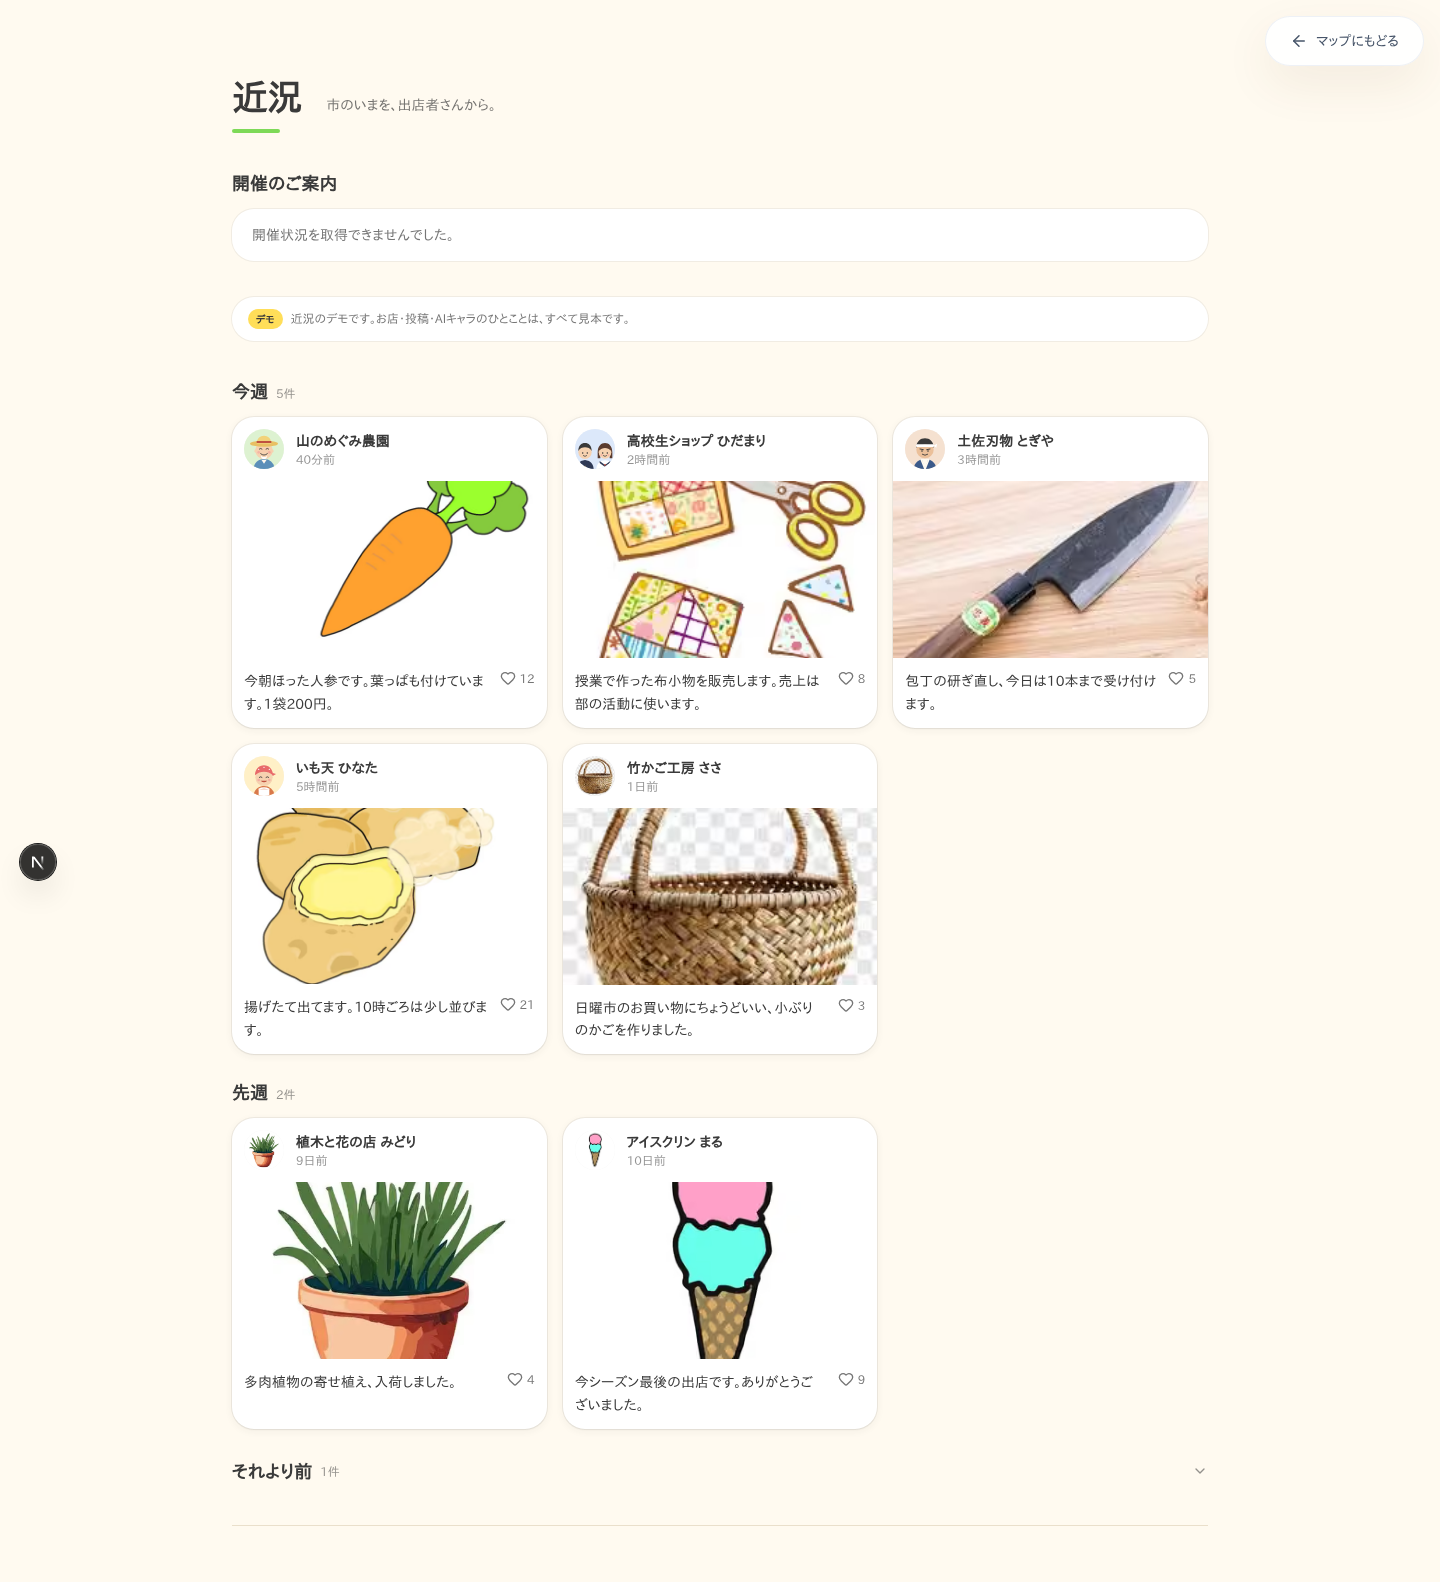 マップにもどる
近況
市のいまを、出店者さんから。
開催のご案内
開催状況を取得できませんでした。
デモ 近況のデモです。お店・投稿・AIキャラのひとことは、すべて見本です。
今週 5件
山のめぐみ農園
40分前
今朝ほった人参です。葉っぱも付けていま
す。1袋200円。
12
高校生ショップ ひだまり
2時間前
授業で作った布小物を販売します。売上は
部の活動に使います。
8
土佐刃物 とぎや
3時間前
包丁の研ぎ直し、今日は10本まで受け付け
ます。
5
いも天 ひなた
5時間前
揚げたて出てます。10時ごろは少し並びま
す。
21
竹かご工房 ささ
1日前
日曜市のお買い物にちょうどいい、小ぶり
のかごを作りました。
3
先週 2件
植木と花の店 みどり
9日前
多肉植物の寄せ植え、入荷しました。
4
アイスクリン まる
10日前
今シーズン最後の出店です。ありがとうご
ざいました。
9
それより前 1件
N